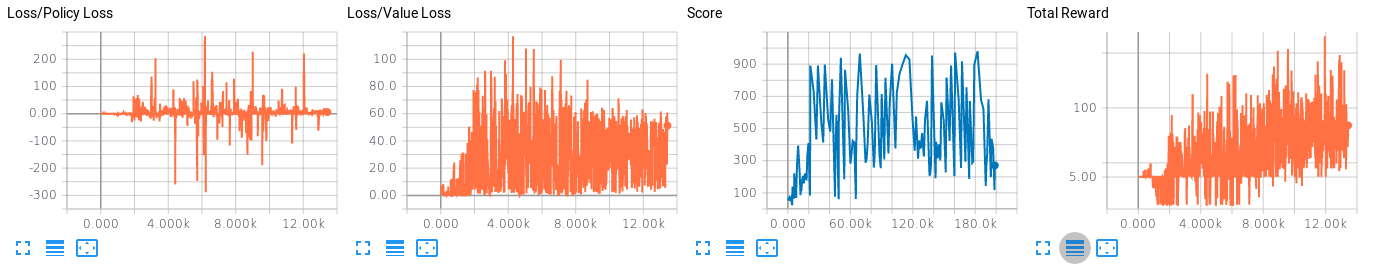 Loss/Policy Loss
200
100
0.00
-100
-200
-300
0.000 4.000k 8.000k 12.00k
Loss/Value Loss
100
80.0
60.0
40.0
20.0
0.00
0.000 4.000k 8.000k 12.00k
Score
900
700
500
300
100
0.000 60.00k 120.0k 180.0k
Total Reward
100
5.00
0.000 4.000k 8.000k 12.00k